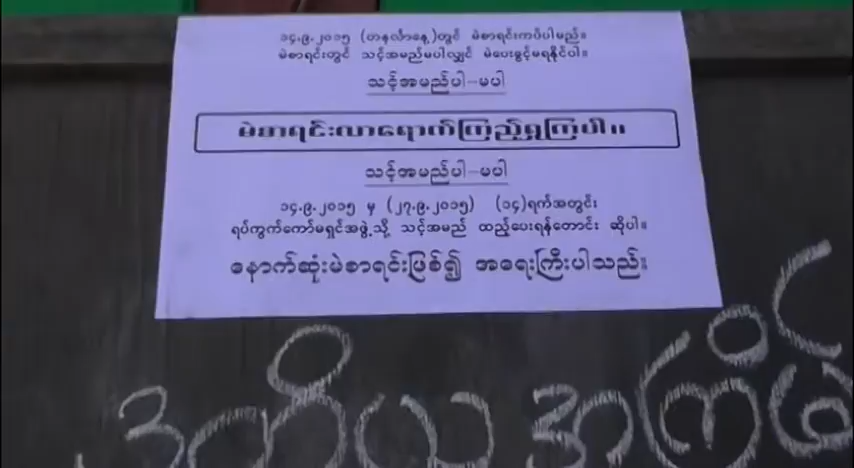 ၁၄.၉.၂၀၁၅ (တနင်္လာနေ့)တွင် မဲစာရင်းကပ်ပါမည်။
မဲစာရင်းတွင် သင့်အမည်မပါလျှင် မဲပေးခွင့်မရနိုင်ပါ။
သင့်အမည်ပါ-မပါ
မဲစာရင်းလာရောက်ကြည့်ရှုကြပါ။
သင့်အမည်ပါ-မပါ
၁၄.၉.၂၀၁၅ မှ (၂၇.၉.၂၀၁၅) (၁၄)ရက်အတွင်း
ရပ်ကွက်ကော်မရှင်အဖွဲ့သို့ သင့်အမည် ထည့်ပေးရန်တောင်း ဆိုပါ။
နောက်ဆုံးမဲစာရင်းဖြစ်၍ အရေးကြီးပါသည်။
ဒုတိယအကြိမ်